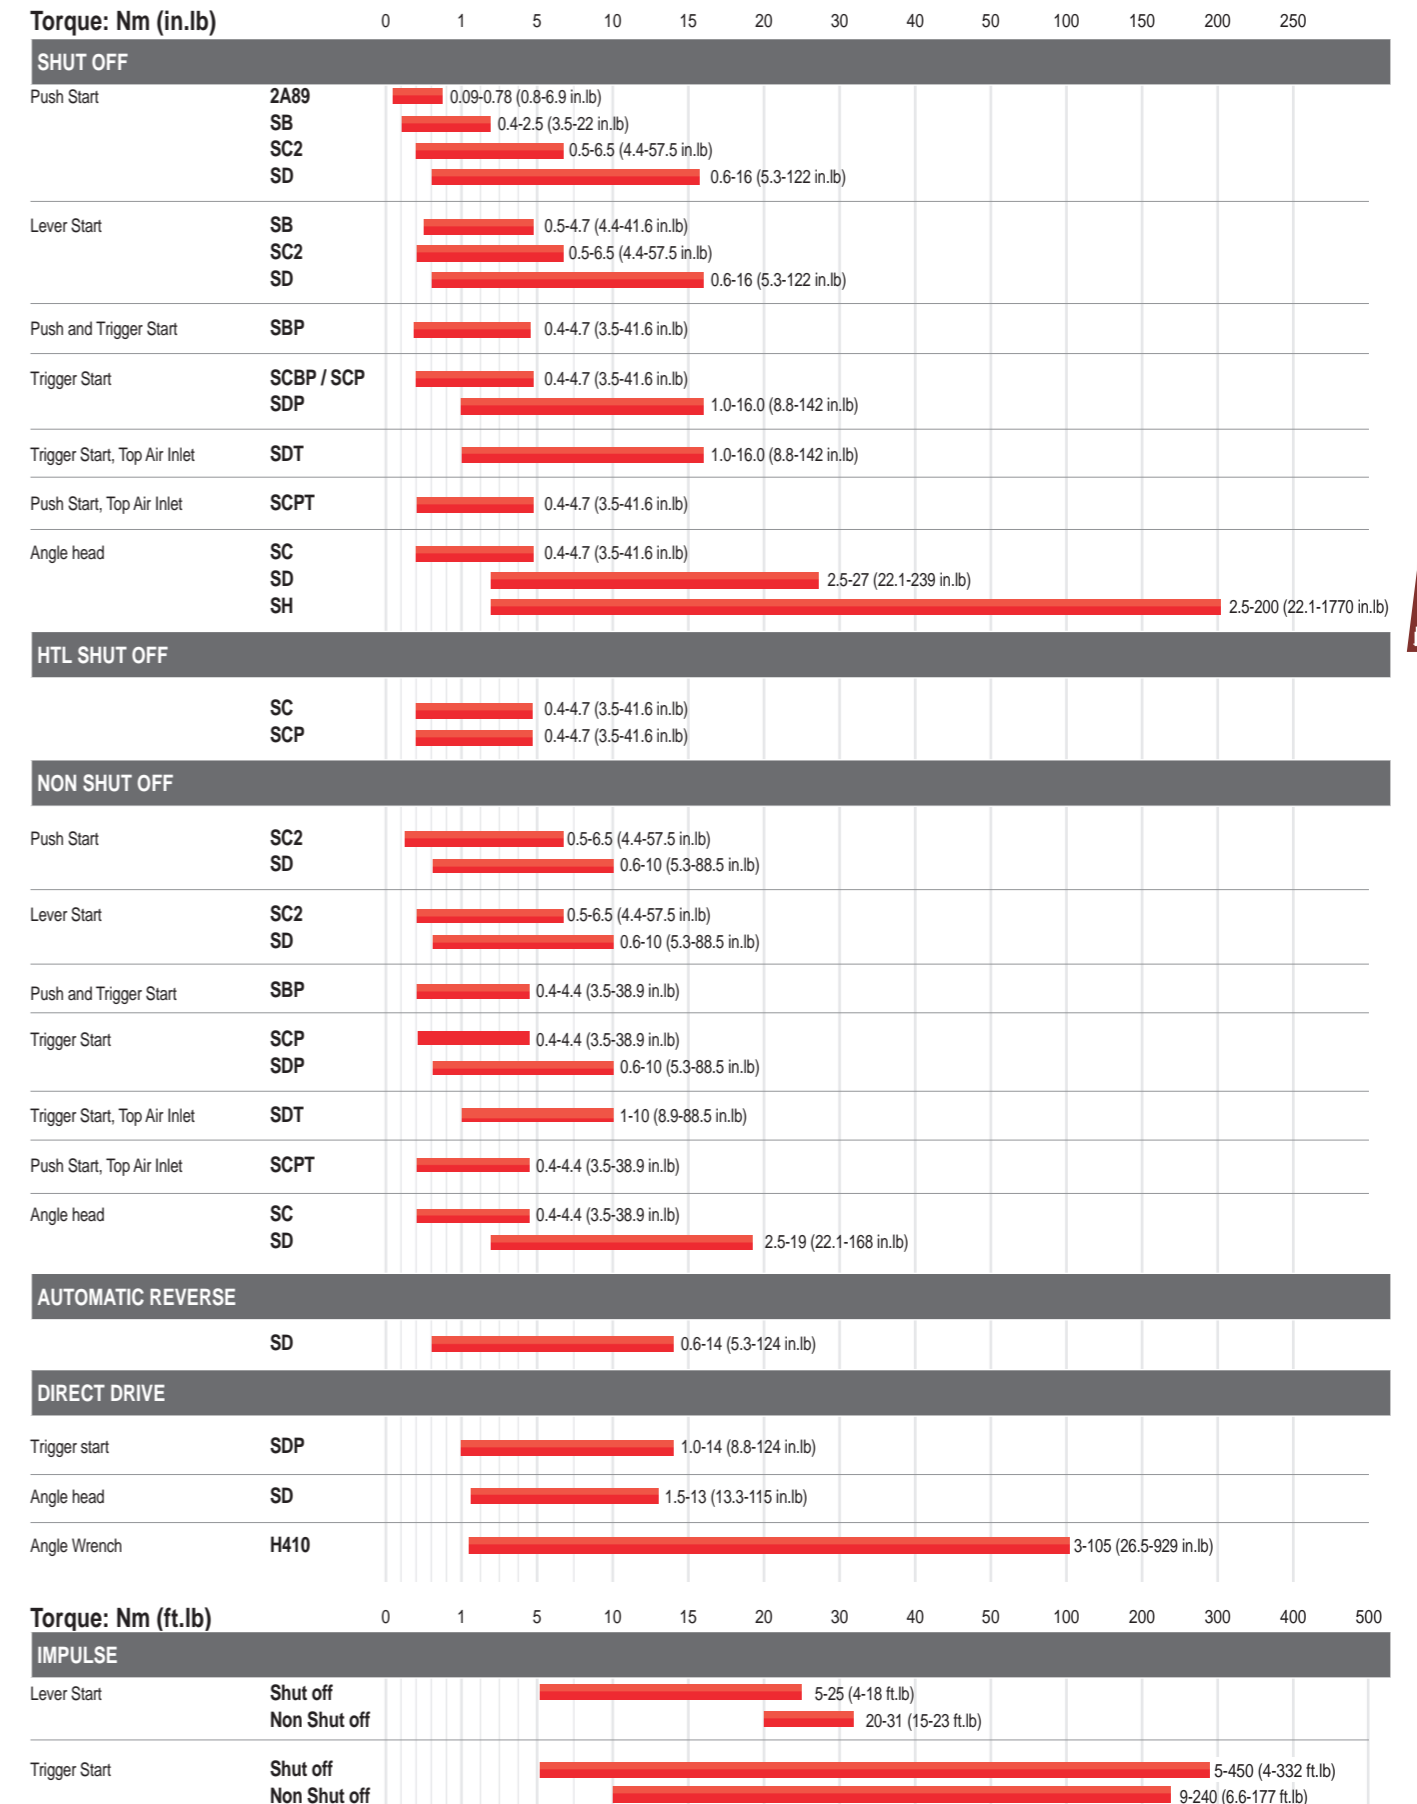 Torque: Nm (in.lb) 0 1 5 10 15 20 30 40 50 100 150 200 250
SHUT OFF
Push Start 2A89 0.09-0.78 (0.8-6.9 in.lb)
SB 0.4-2.5 (3.5-22 in.lb)
SC2 0.5-6.5 (4.4-57.5 in.lb)
SD 0.6-16 (5.3-122 in.lb)
Lever Start SB 0.5-4.7 (4.4-41.6 in.lb)
SC2 0.5-6.5 (4.4-57.5 in.lb)
SD 0.6-16 (5.3-122 in.lb)
Push and Trigger Start SBP 0.4-4.7 (3.5-41.6 in.lb)
Trigger Start SCBP / SCP 0.4-4.7 (3.5-41.6 in.lb)
SDP 1.0-16.0 (8.8-142 in.lb)
Trigger Start, Top Air Inlet SDT 1.0-16.0 (8.8-142 in.lb)
Push Start, Top Air Inlet SCPT 0.4-4.7 (3.5-41.6 in.lb)
Angle head SC 0.4-4.7 (3.5-41.6 in.lb)
SD 2.5-27 (22.1-239 in.lb)
SH 2.5-200 (22.1-1770 in.lb)
HTL SHUT OFF
SC 0.4-4.7 (3.5-41.6 in.lb)
SCP 0.4-4.7 (3.5-41.6 in.lb)
NON SHUT OFF
Push Start SC2 0.5-6.5 (4.4-57.5 in.lb)
SD 0.6-10 (5.3-88.5 in.lb)
Lever Start SC2 0.5-6.5 (4.4-57.5 in.lb)
SD 0.6-10 (5.3-88.5 in.lb)
Push and Trigger Start SBP 0.4-4.4 (3.5-38.9 in.lb)
Trigger Start SCP 0.4-4.4 (3.5-38.9 in.lb)
SDP 0.6-10 (5.3-88.5 in.lb)
Trigger Start, Top Air Inlet SDT 1-10 (8.9-88.5 in.lb)
Push Start, Top Air Inlet SCPT 0.4-4.4 (3.5-38.9 in.lb)
Angle head SC 0.4-4.4 (3.5-38.9 in.lb)
SD 2.5-19 (22.1-168 in.lb)
AUTOMATIC REVERSE
SD 0.6-14 (5.3-124 in.lb)
DIRECT DRIVE
Trigger start SDP 1.0-14 (8.8-124 in.lb)
Angle head SD 1.5-13 (13.3-115 in.lb)
Angle Wrench H410 3-105 (26.5-929 in.lb)
Torque: Nm (ft.lb) 0 1 5 10 15 20 30 40 50 100 200 300 400 500
IMPULSE
Lever Start Shut off 5-25 (4-18 ft.lb)
Non Shut off 20-31 (15-23 ft.lb)
Trigger Start Shut off 5-450 (4-332 ft.lb)
Non Shut off 9-240 (6.6-177 ft.lb)